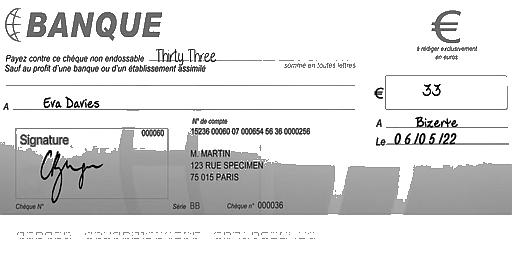 BANQUE
€
à rédiger exclusivement
en euros
Payez contre ce chèque non endossable Thirty Three
Sauf au profit d'une banque ou d'un établissement assimilé
somme en toutes lettres
€ 33
A Eva Davies
A Bizerte
Le 06/05/22
Signature 000060
N° de compte
15236 00060 07 000654 56 36 0000256
M. MARTIN
123 RUE SPECIMEN
75 015 PARIS
Chèque N° Série BB Chèque n° 000036